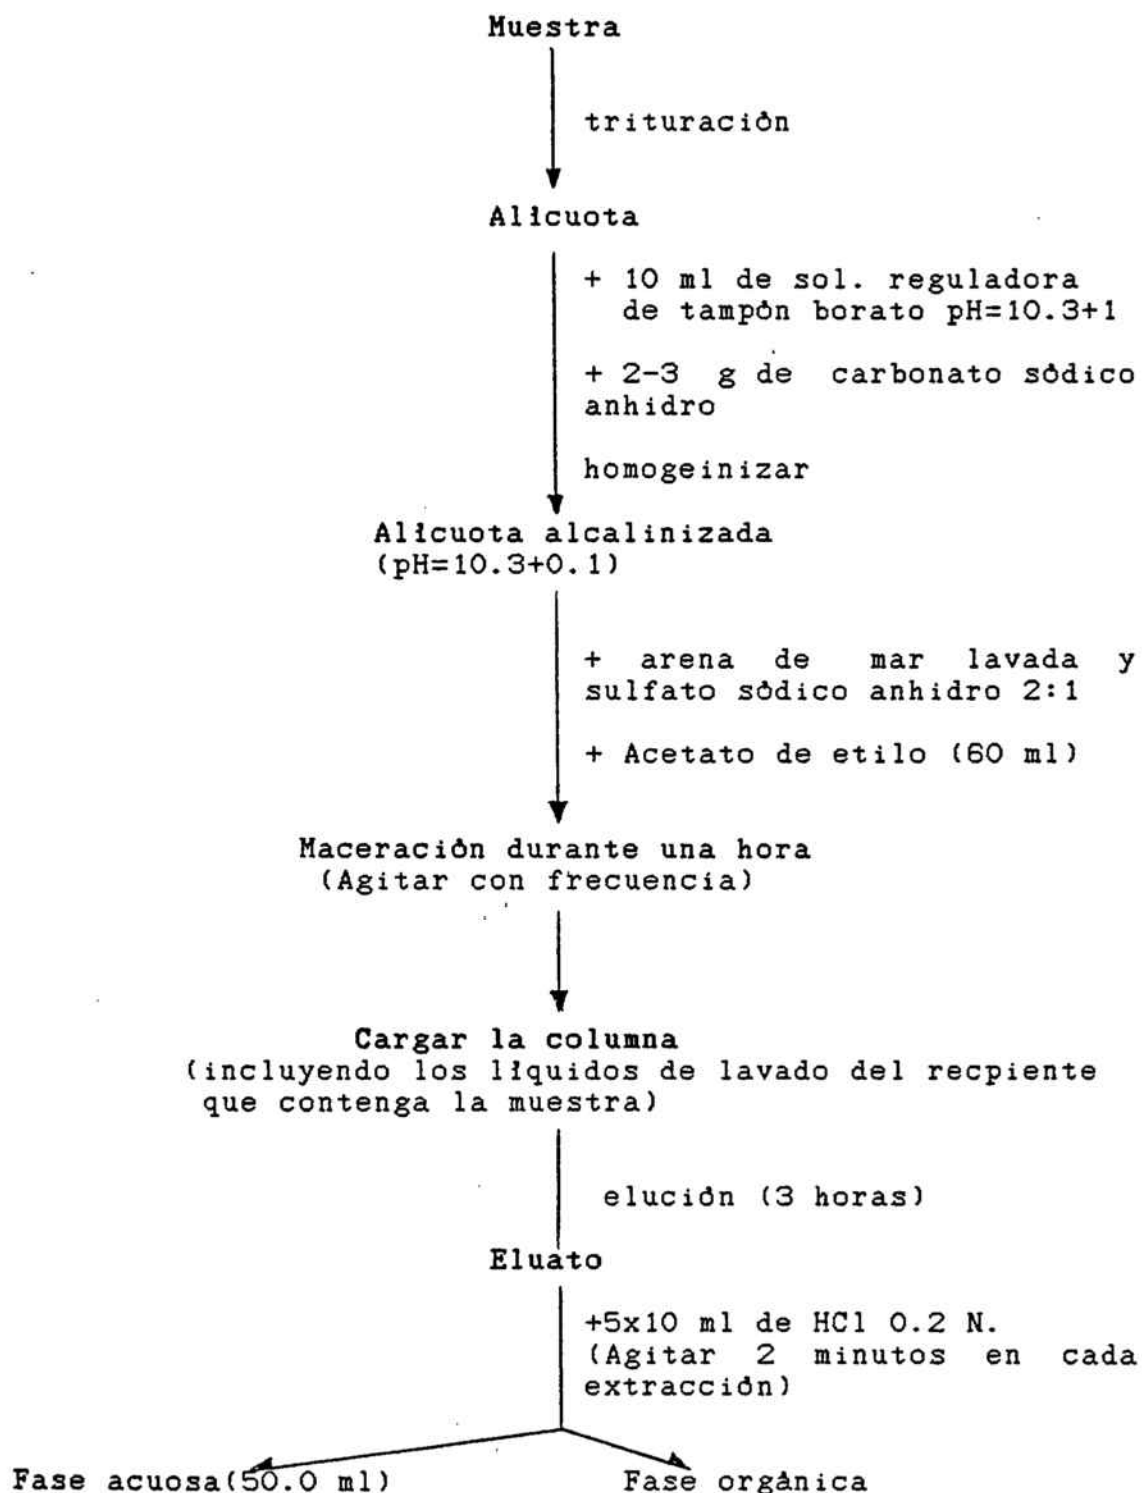 Muestra
trituración
Alícuota
+ 10 ml de sol. reguladora
de tampón borato pH=10.3+1
+ 2-3 g de carbonato sódico
anhidro
homogeinizar
Alícuota alcalinizada
(pH=10.3+0.1)
+ arena de mar lavada y
sulfato sódico anhidro 2:1
+ Acetato de etilo (60 ml)
Maceración durante una hora
(Agitar con frecuencia)
Cargar la columna
(incluyendo los líquidos de lavado del recpiente
que contenga la muestra)
elución (3 horas)
Eluato
+5x10 ml de HCl 0.2 N.
(Agitar 2 minutos en cada
extracción)
Fase acuosa(50.0 ml)
Fase orgánica